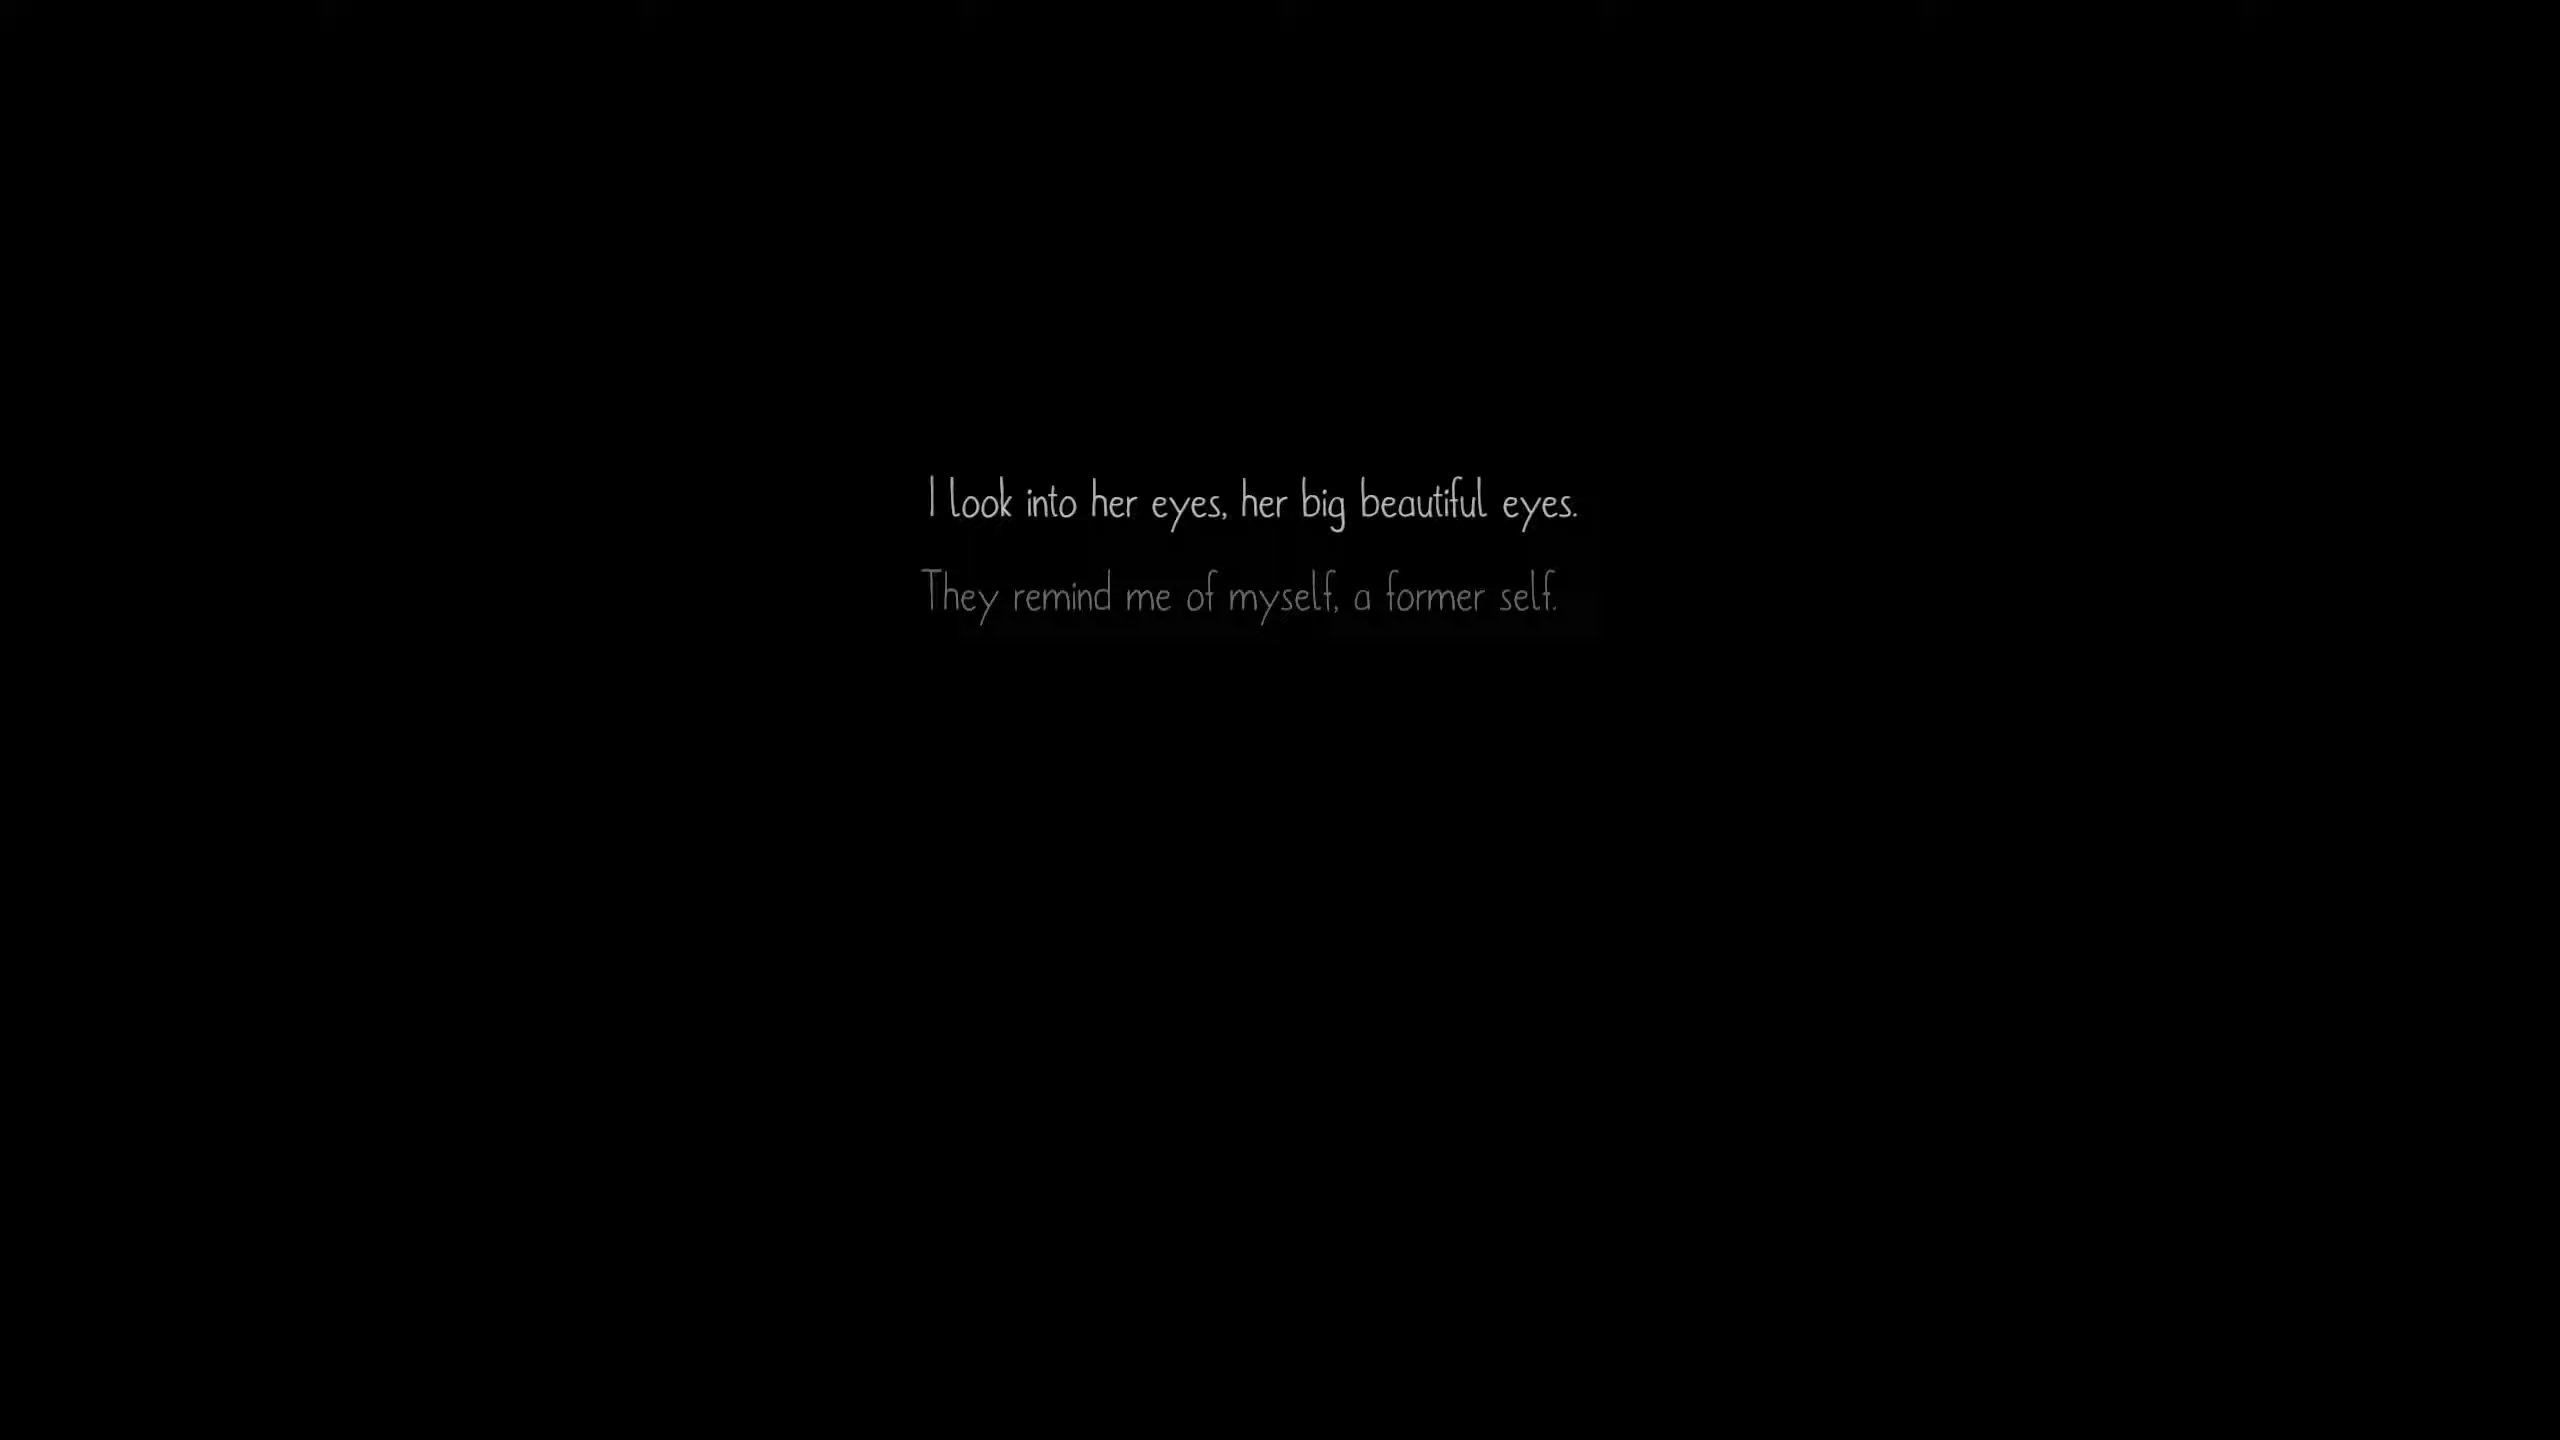 I look into her eyes, her big beautiful eyes.
They remind me of myself, a former self.